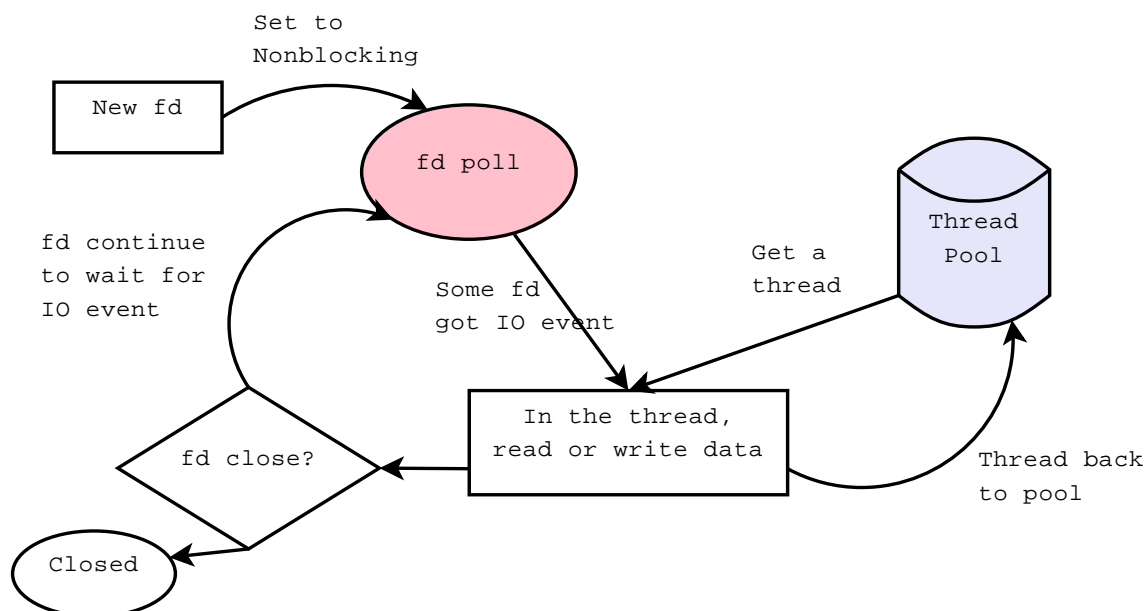 Set to
Nonblocking
New fd
fd poll
Thread
Pool
fd continue
to wait for
IO event
Get a
thread
Some fd
got IO event
In the thread,
read or write data
fd close?
Thread back
to pool
Closed